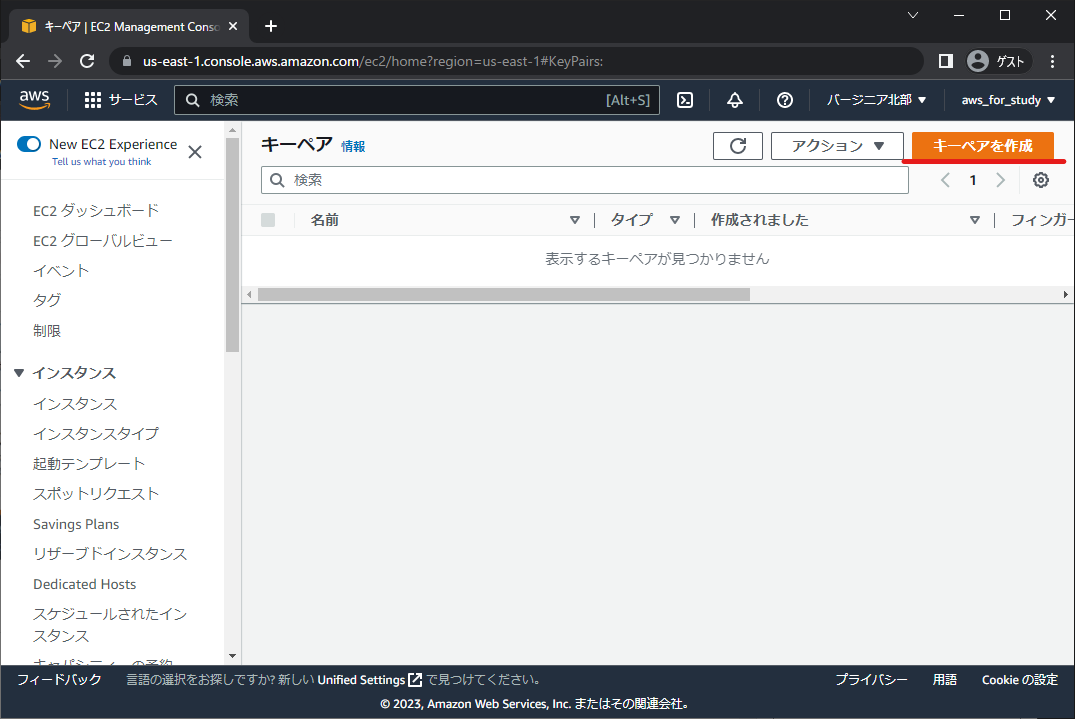 キーペア | EC2 Management Conso
us-east-1.console.aws.amazon.com/ec2/home?region=us-east-1#KeyPairs:
ゲスト
aws
サービス
検索
[Alt+S]
バージニア北部 ▼
aws_for_study ▼
New EC2 Experience
Tell us what you think
EC2 ダッシュボード
EC2 グローバルビュー
イベント
タグ
制限
▼ インスタンス
インスタンス
インスタンスタイプ
起動テンプレート
スポットリクエスト
Savings Plans
リザーブドインスタンス
Dedicated Hosts
スケジュールされたイン
スタンス
キャパシティーの予約
キーペア 情報
アクション ▼
キーペアを作成
検索
1
名前
タイプ
作成されました
フィンガー
表示するキーペアが見つかりません
フィードバック
言語の選択をお探しですか? 新しい Unified Settings で見つけてください。
プライバシー
用語
Cookie の設定
© 2023, Amazon Web Services, Inc. またはその関連会社。